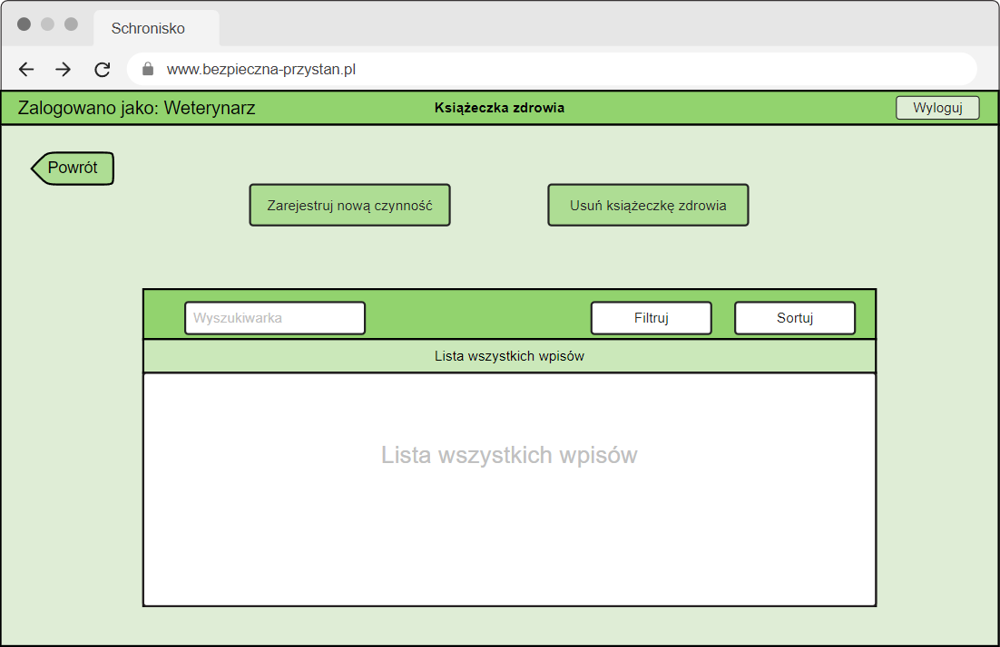 Schronisko
www.bezpieczna-przystan.pl
Zalogowano jako: Weterynarz
Książeczka zdrowia
Wyloguj
Powrót
Zarejestruj nową czynność
Usuń książeczkę zdrowia
Wyszukiwarka
Filtruj
Sortuj
Lista wszystkich wpisów
Lista wszystkich wpisów